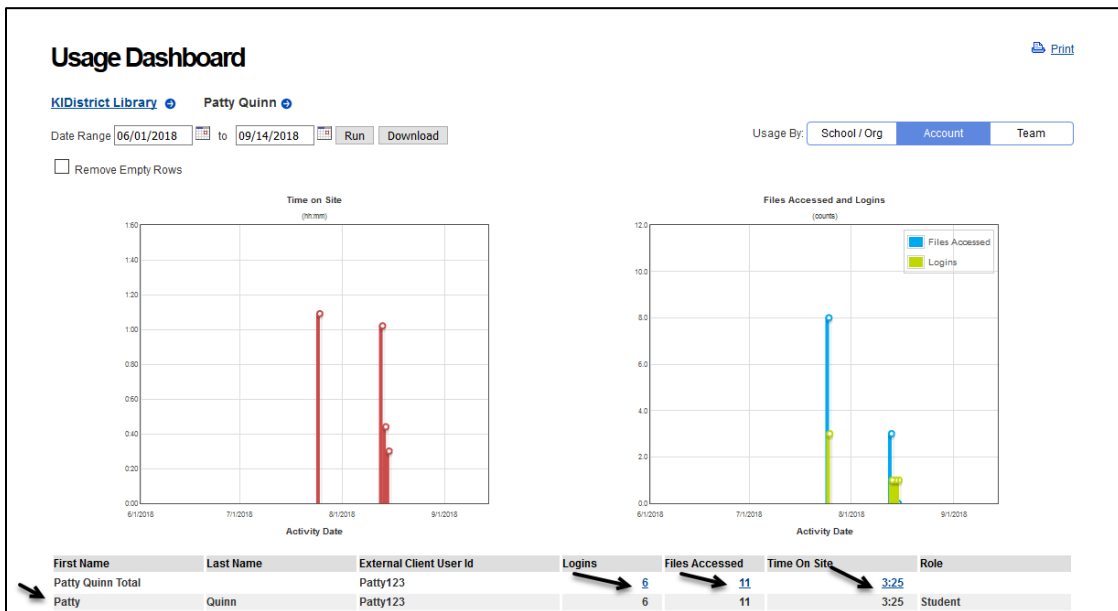 Usage Dashboard
Print
KIDistrict Library Patty Quinn
Date Range 06/01/2018 to 09/14/2018 Run Download
Usage By: School / Org Account Team
Remove Empty Rows
Time on Site
(hh:mm)
1:60
1:40
1:20
1:00
0:80
0:60
0:40
0:20
0:00
6/1/2018 7/1/2018 8/1/2018 9/1/2018
Activity Date
Files Accessed and Logins
(counts)
Files Accessed
Logins
12.0
10.0
8.0
6.0
4.0
2.0
0.0
6/1/2018 7/1/2018 8/1/2018 9/1/2018
Activity Date
First Name Last Name External Client User Id Logins Files Accessed Time On Site Role
Patty Quinn Total Patty123 6 11 3:25
Patty Quinn Patty123 6 11 3:25 Student